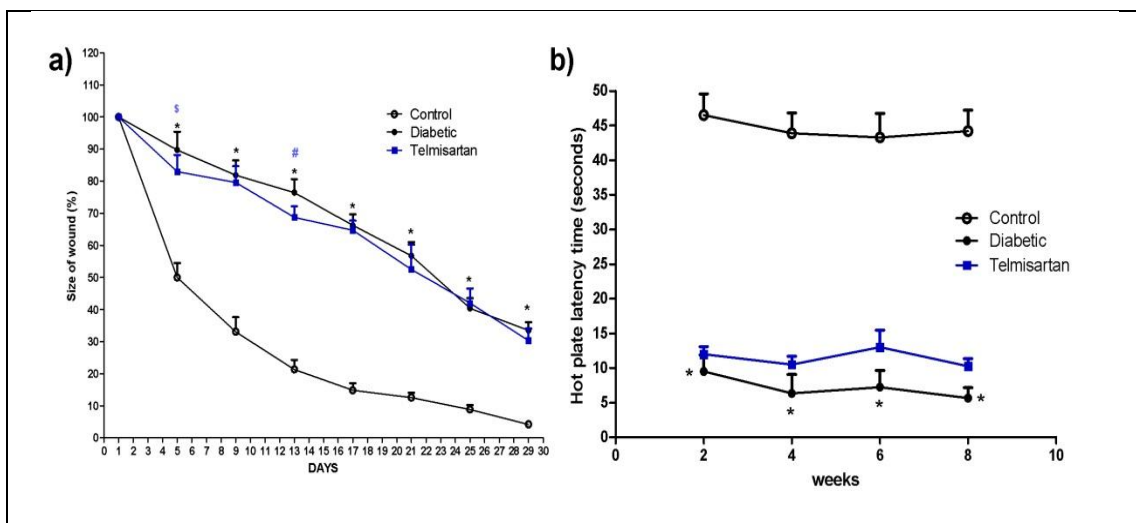 a)
120
110
100
90
80
70
60
50
40
30
20
10
0
Size of wound (%)
$
*
*
#
*
*
*
*
*
Control
Diabetic
Telmisartan
0 1 2 3 4 5 6 7 8 9 10 11 12 13 14 15 16 17 18 19 20 21 22 23 24 25 26 27 28 29 30
DAYS
b)
50
45
40
35
30
25
20
15
10
5
0
Hot plate latency time (seconds)
Control
Diabetic
Telmisartan
*
*
*
*
0 2 4 6 8 10
weeks